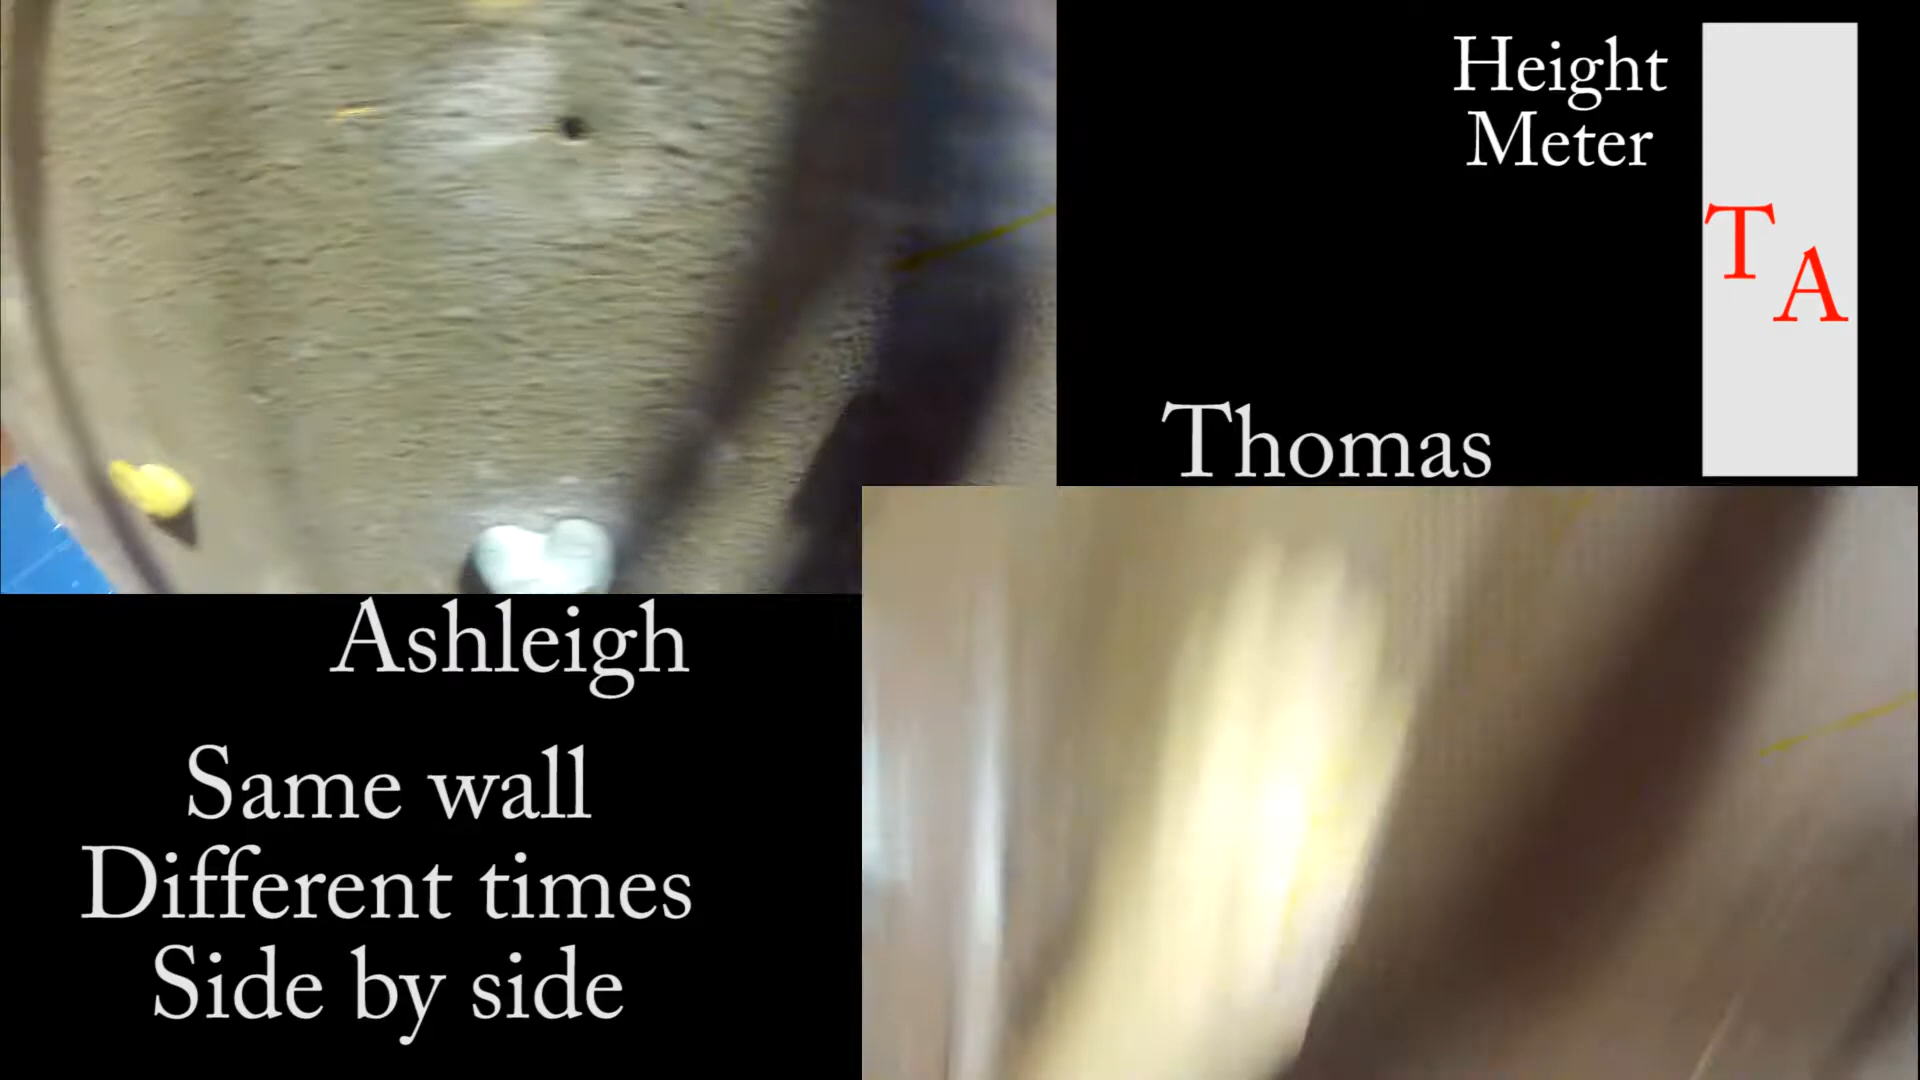 Height
Meter
T
A
Thomas
Ashleigh
Same wall
Different times
Side by side